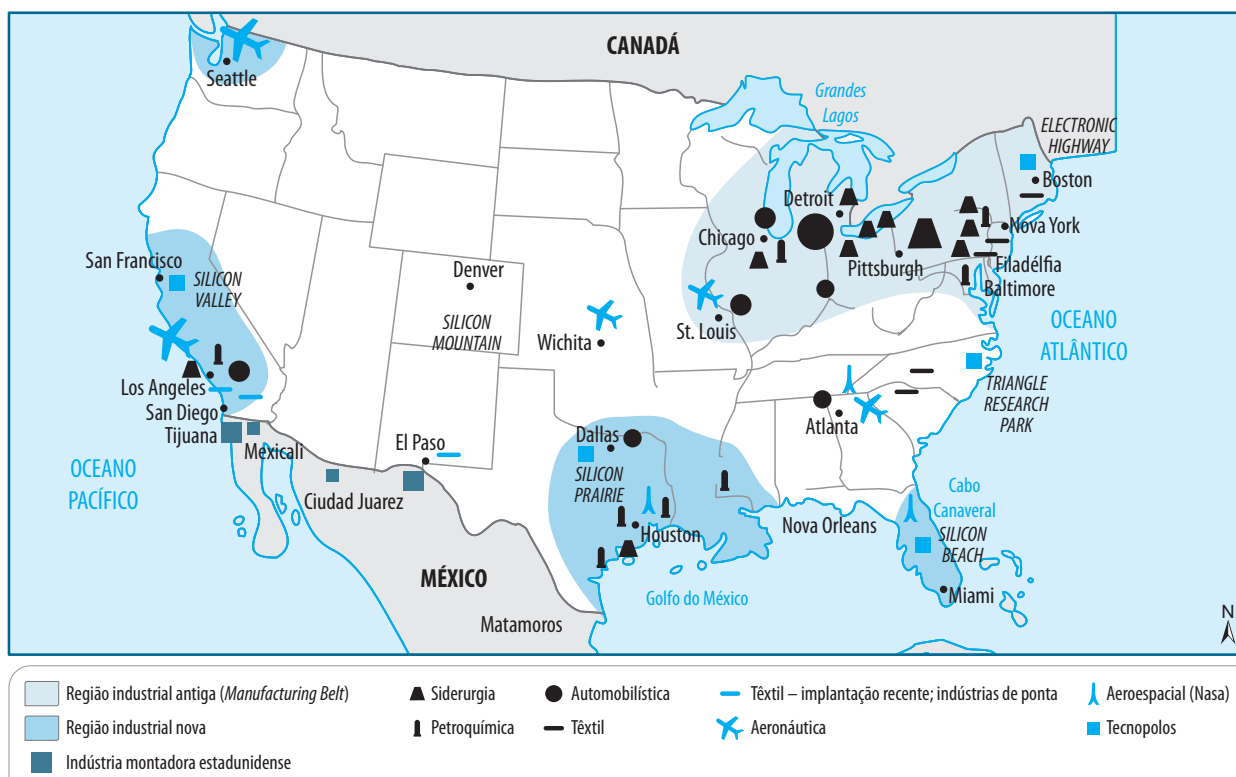 CANADÁ
Seattle
Grandes
Lagos
ELECTRONIC
HIGHWAY
Boston
Detroit
Nova York
Chicago
Pittsburgh
Filadélfia
Baltimore
San Francisco
SILICON
VALLEY
Denver
SILICON
MOUNTAIN
Wichita
St. Louis
OCEANO
ATLÂNTICO
Los Angeles
San Diego
Tijuana
Mexicali
El Paso
Ciudad Juarez
Dallas
SILICON
PRAIRIE
Houston
Atlanta
TRIANGLE
RESEARCH
PARK
OCEANO
PACÍFICO
Nova Orleans
Cabo
Canaveral
SILICON
BEACH
Miami
MÉXICO
Golfo do México
Matamoros
N
Região industrial antiga (Manufacturing Belt)
Região industrial nova
Indústria montadora estadunidense
Siderurgia
Petroquímica
Automobilística
Têxtil
Têxtil – implantação recente; indústrias de ponta
Aeronáutica
Aeroespacial (Nasa)
Tecnopolos